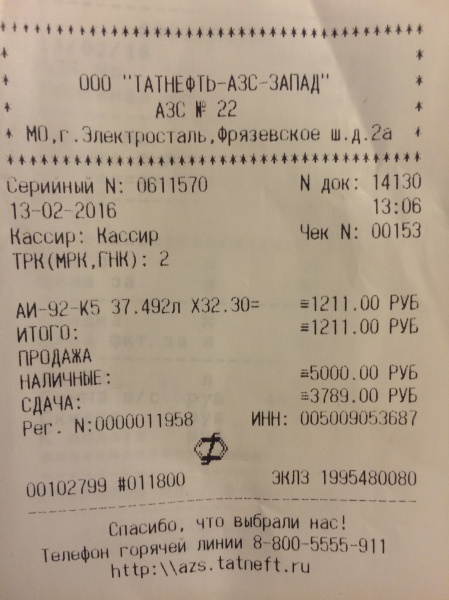 ************************************
ООО "ТАТНЕФТЬ-АЗС-ЗАПАД"
АЗС № 22
* МО,г.Электросталь,Фрязевское ш.д.2а *
************************************
Серийный N: 0611570 N док: 14130
13-02-2016 13:06
Кассир: Кассир Чек N: 00153
ТРК(МРК,ГНК): 2
АИ-92-К5 37.492л Х32.30= ≡1211.00 РУБ
ИТОГО: ≡1211.00 РУБ
ПРОДАЖА
НАЛИЧНЫЕ: ≡5000.00 РУБ
СДАЧА: ≡3789.00 РУБ
Рег. N:0000011958 ИНН: 005009053687
00102799 #011800 ЭКЛЗ 1995480080
Спасибо, что выбрали нас!
Телефон горячей линии 8-800-5555-911
http:\\azs.tatneft.ru